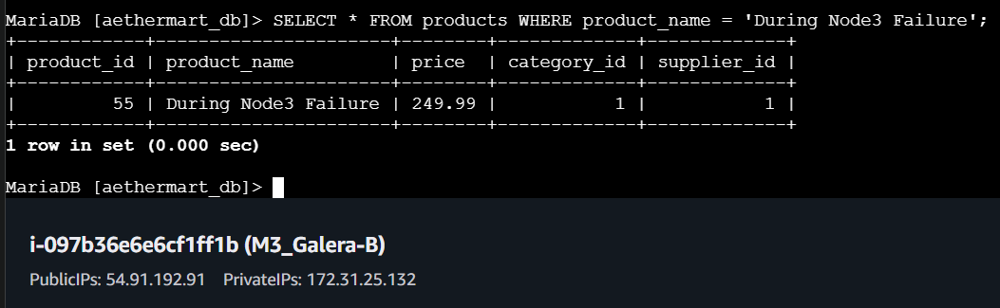 MariaDB [aethermart_db]> SELECT * FROM products WHERE product_name = 'During Node3 Failure';
+------------+----------------------+--------+-------------+-------------+
| product_id | product_name         | price  | category_id | supplier_id |
+------------+----------------------+--------+-------------+-------------+
|         55 | During Node3 Failure | 249.99 |           1 |           1 |
+------------+----------------------+--------+-------------+-------------+
1 row in set (0.000 sec)
MariaDB [aethermart_db]>
i-097b36e6e6cf1ff1b (M3_Galera-B)
PublicIPs: 54.91.192.91 PrivateIPs: 172.31.25.132